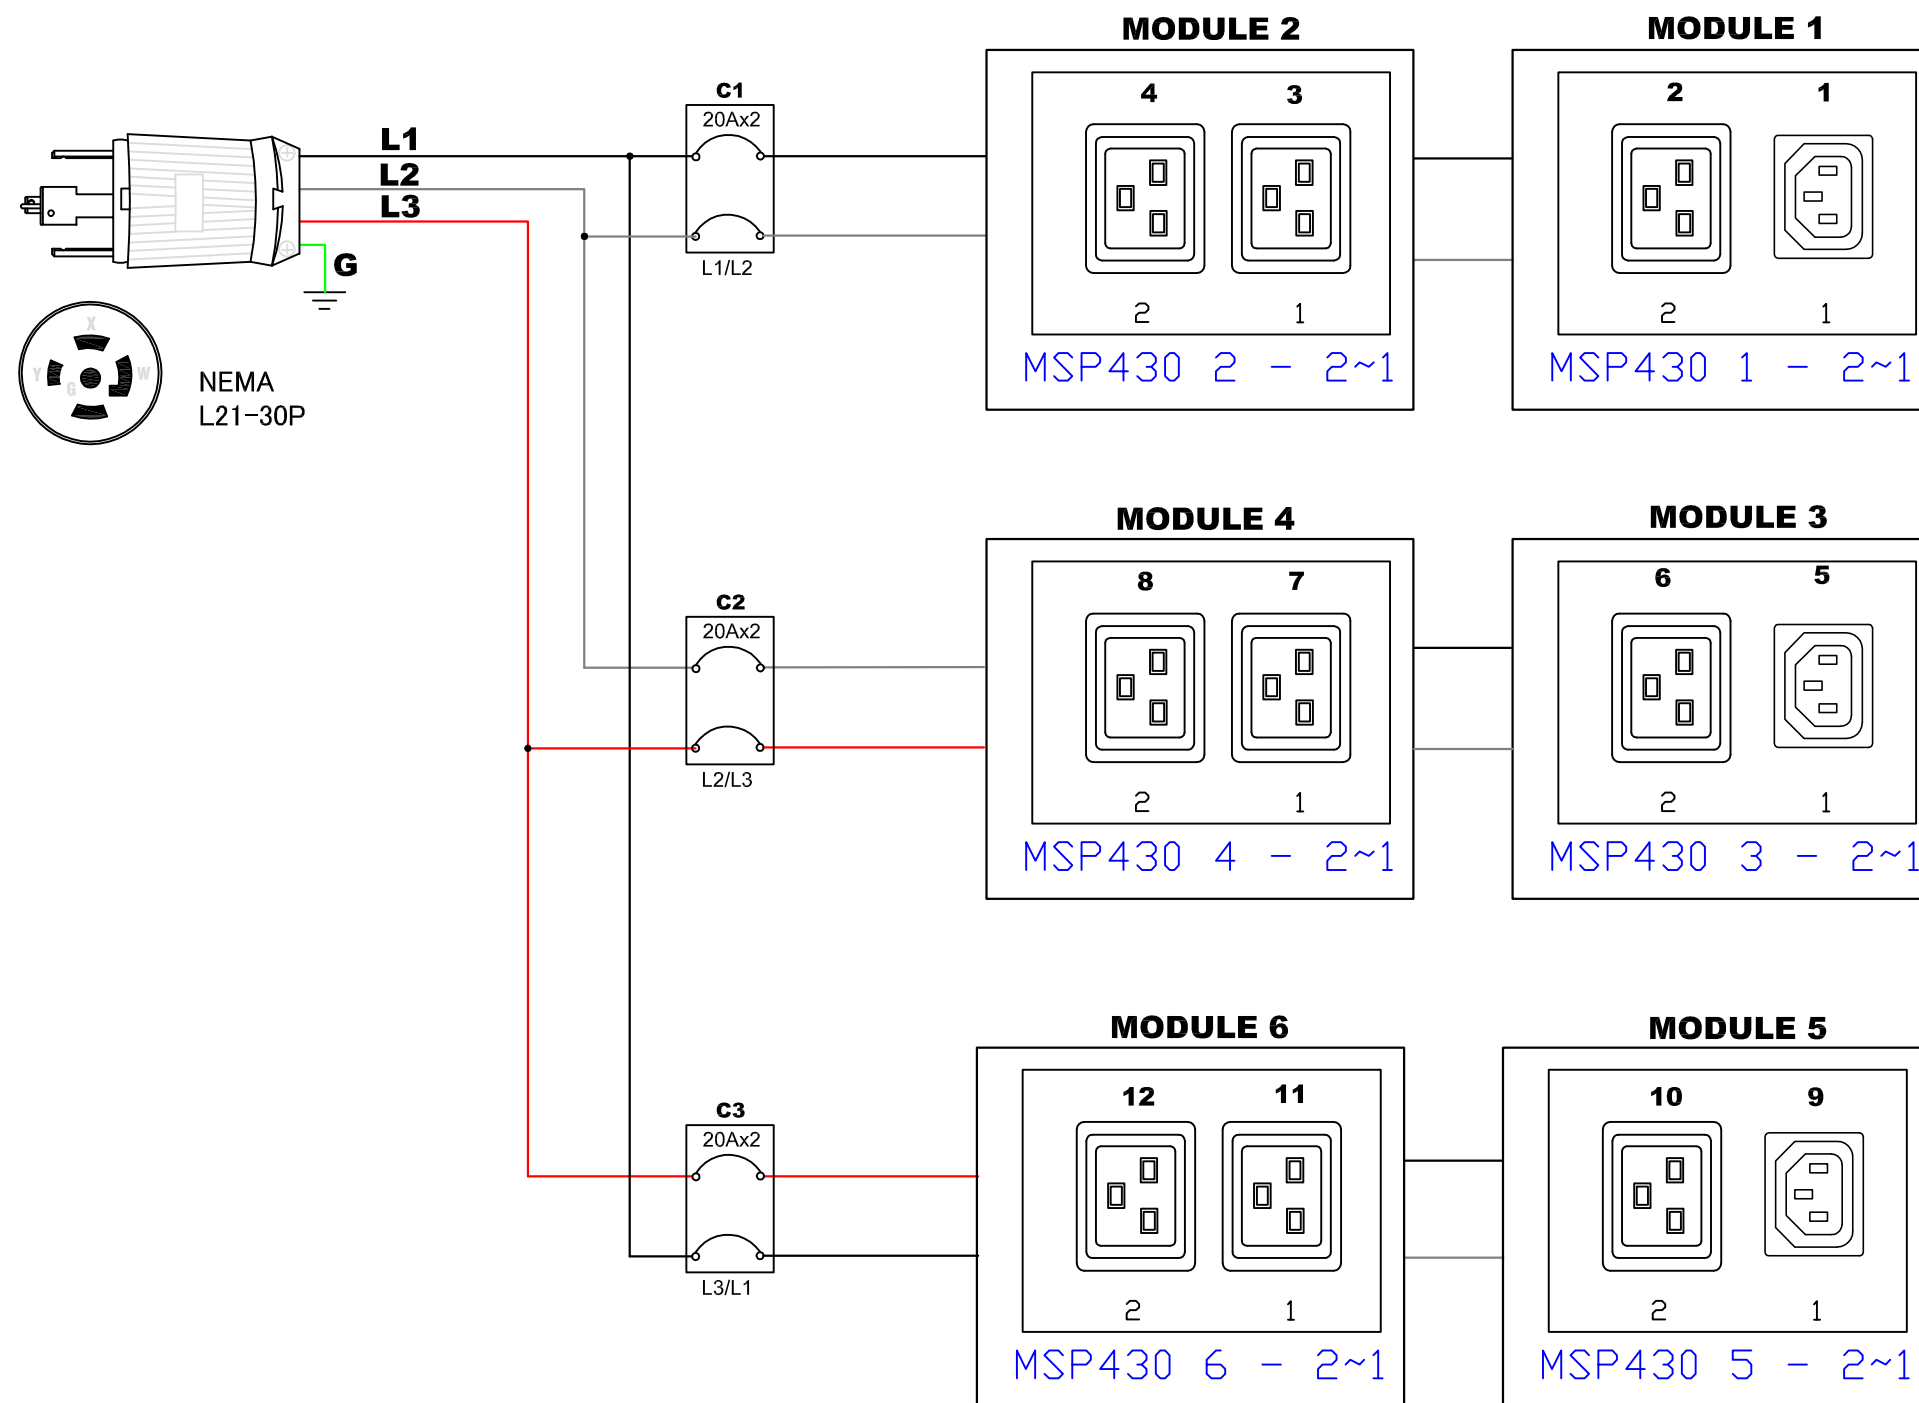 MODULE 2
MODULE 1
C1
20Ax2
4
3
2
1
L1
L2
L3
G
L1/L2
2
1
2
1
MSP430 2 - 2~1
MSP430 1 - 2~1
X
Y
W
G
NEMA
L21-30P
MODULE 4
MODULE 3
C2
20Ax2
8
7
6
5
L2/L3
2
1
2
1
MSP430 4 - 2~1
MSP430 3 - 2~1
MODULE 6
MODULE 5
C3
20Ax2
12
11
10
9
L3/L1
2
1
2
1
MSP430 6 - 2~1
MSP430 5 - 2~1